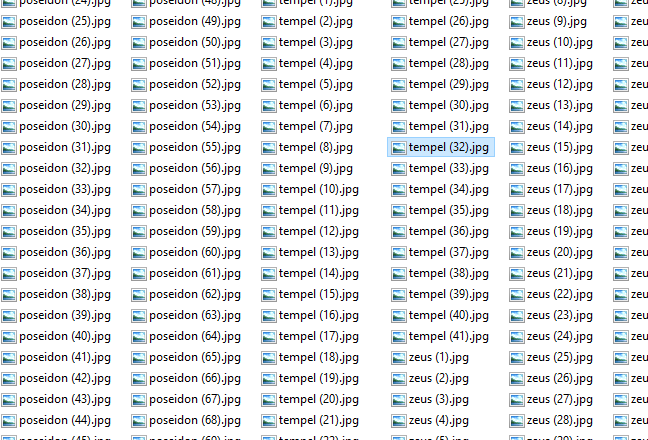 poseidon (24).jpg
poseidon (25).jpg
poseidon (26).jpg
poseidon (27).jpg
poseidon (28).jpg
poseidon (29).jpg
poseidon (30).jpg
poseidon (31).jpg
poseidon (32).jpg
poseidon (33).jpg
poseidon (34).jpg
poseidon (35).jpg
poseidon (36).jpg
poseidon (37).jpg
poseidon (38).jpg
poseidon (39).jpg
poseidon (40).jpg
poseidon (41).jpg
poseidon (42).jpg
poseidon (43).jpg
poseidon (44).jpg
poseidon (45).jpg
poseidon (48).jpg
poseidon (49).jpg
poseidon (50).jpg
poseidon (51).jpg
poseidon (52).jpg
poseidon (53).jpg
poseidon (54).jpg
poseidon (55).jpg
poseidon (56).jpg
poseidon (57).jpg
poseidon (58).jpg
poseidon (59).jpg
poseidon (60).jpg
poseidon (61).jpg
poseidon (62).jpg
poseidon (63).jpg
poseidon (64).jpg
poseidon (65).jpg
poseidon (66).jpg
poseidon (67).jpg
poseidon (68).jpg
poseidon (69).jpg
tempel (1).jpg
tempel (2).jpg
tempel (3).jpg
tempel (4).jpg
tempel (5).jpg
tempel (6).jpg
tempel (7).jpg
tempel (8).jpg
tempel (9).jpg
tempel (10).jpg
tempel (11).jpg
tempel (12).jpg
tempel (13).jpg
tempel (14).jpg
tempel (15).jpg
tempel (16).jpg
tempel (17).jpg
tempel (18).jpg
tempel (19).jpg
tempel (20).jpg
tempel (21).jpg
tempel (22).jpg
tempel (25).jpg
tempel (26).jpg
tempel (27).jpg
tempel (28).jpg
tempel (29).jpg
tempel (30).jpg
tempel (31).jpg
tempel (32).jpg
tempel (33).jpg
tempel (34).jpg
tempel (35).jpg
tempel (36).jpg
tempel (37).jpg
tempel (38).jpg
tempel (39).jpg
tempel (40).jpg
tempel (41).jpg
zeus (1).jpg
zeus (2).jpg
zeus (3).jpg
zeus (4).jpg
zeus (5).jpg
zeus (8).jpg
zeus (9).jpg
zeus (10).jpg
zeus (11).jpg
zeus (12).jpg
zeus (13).jpg
zeus (14).jpg
zeus (15).jpg
zeus (16).jpg
zeus (17).jpg
zeus (18).jpg
zeus (19).jpg
zeus (20).jpg
zeus (21).jpg
zeus (22).jpg
zeus (23).jpg
zeus (24).jpg
zeus (25).jpg
zeus (26).jpg
zeus (27).jpg
zeus (28).jpg
zeus (29).jpg